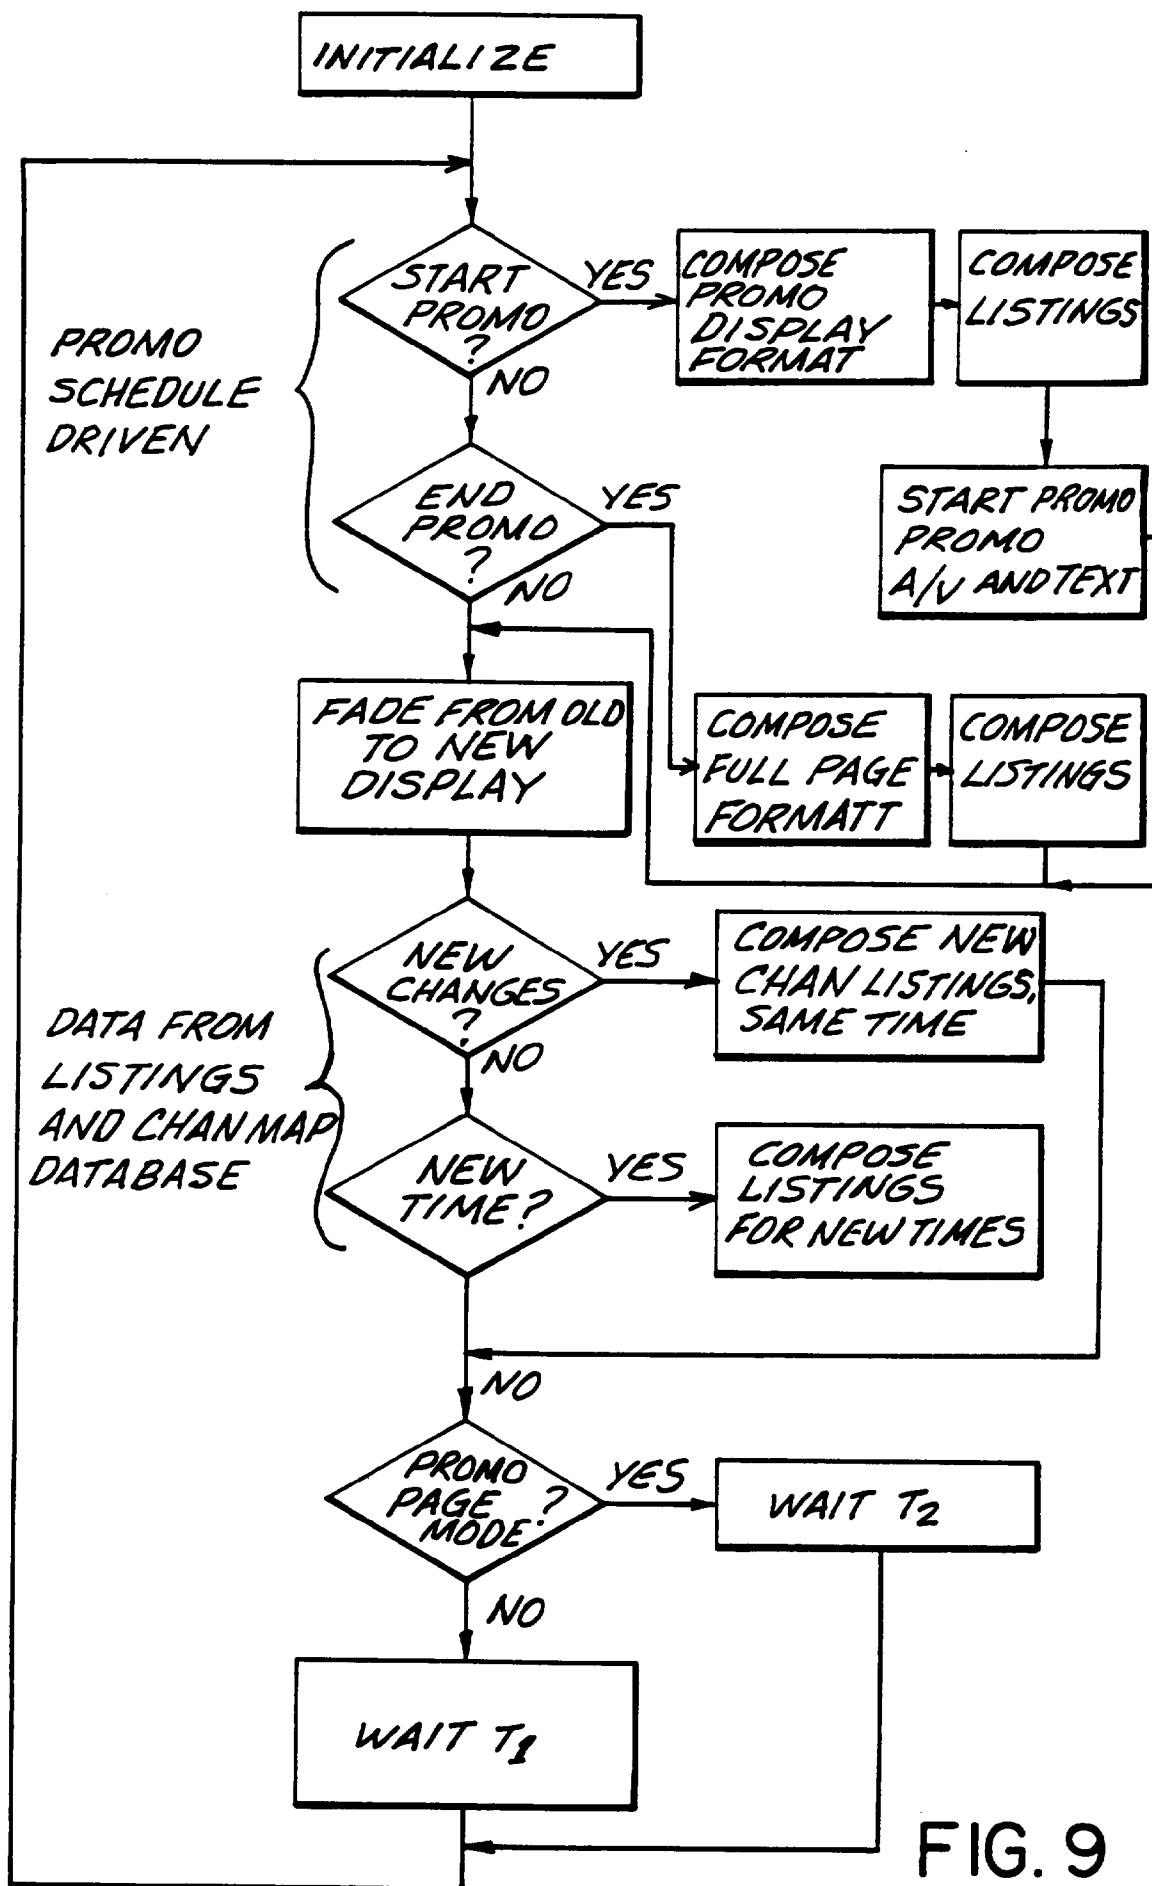 INITIALIZE
START
PROMO
?
YES
NO
COMPOSE
PROMO
DISPLAY
FORMAT
COMPOSE
LISTINGS
PROMO
SCHEDULE
DRIVEN
START PROMO
PROMO
A/V AND TEXT
END
PROMO
?
YES
NO
FADE FROM OLD
TO NEW
DISPLAY
COMPOSE
FULL PAGE
FORMATT
COMPOSE
LISTINGS
NEW
CHANGES
?
YES
NO
COMPOSE NEW
CHAN LISTINGS,
SAME TIME
DATA FROM
LISTINGS
AND CHAN MAP
DATABASE
NEW
TIME?
YES
COMPOSE
LISTINGS
FOR NEW TIMES
NO
PROMO
PAGE ?
MODE
YES
NO
WAIT T2
WAIT T1
FIG. 9